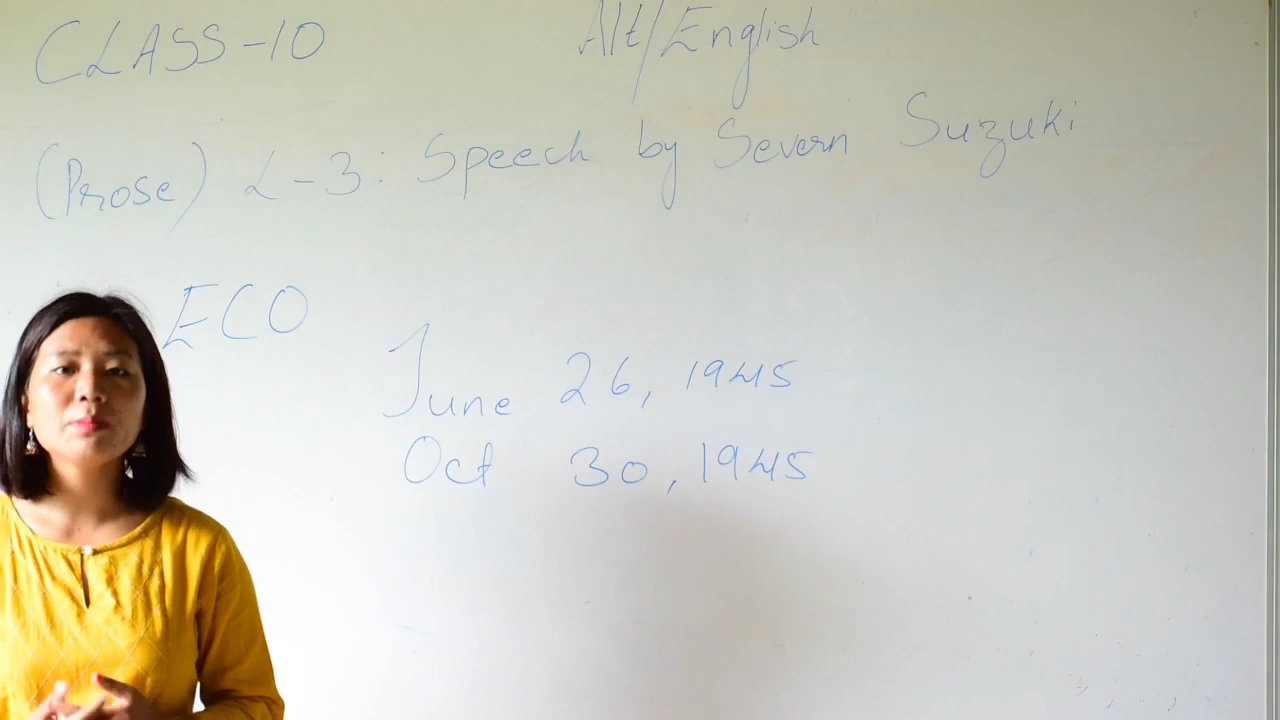 CLASS-10
Alt/English
(Prose) L-3: Speech by Severn Suzuki
ECO
June 26, 1945
Oct 30, 1945